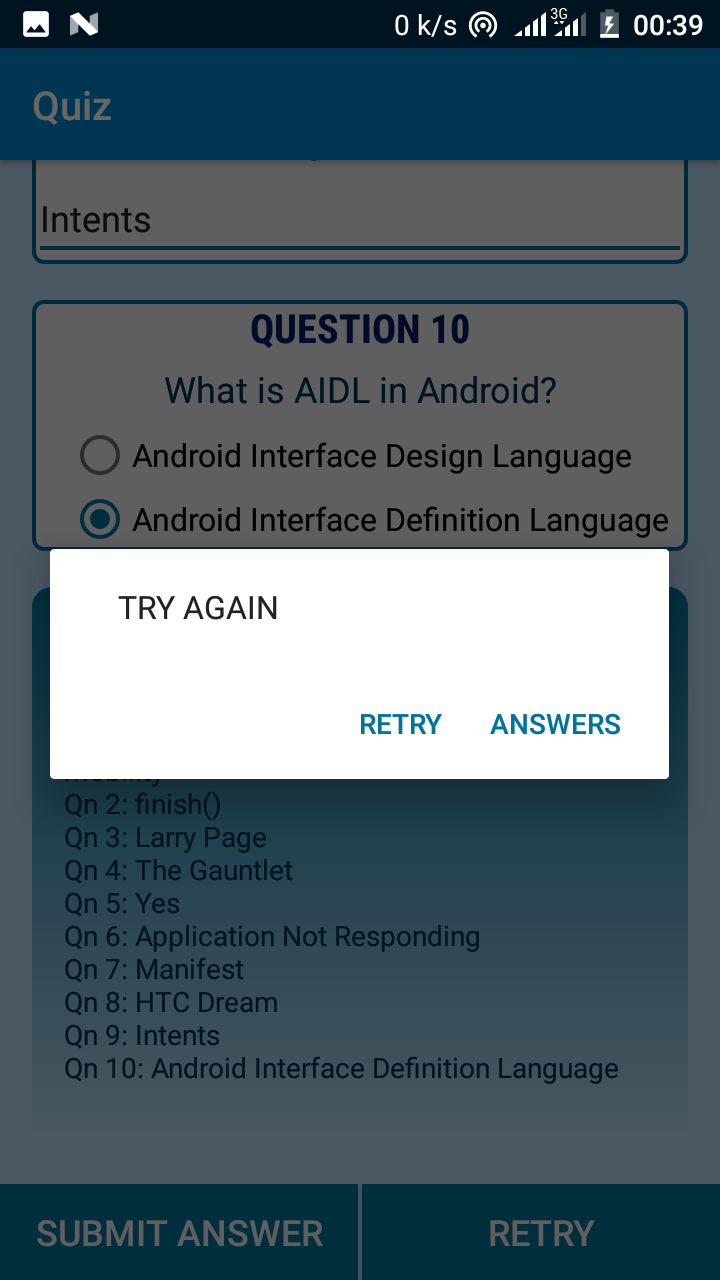 0 k/s 3G 00:39
Quiz
Intents
QUESTION 10
What is AIDL in Android?
Android Interface Design Language
Android Interface Definition Language
TRY AGAIN
RETRY ANSWERS
Qn 2: finish()
Qn 3: Larry Page
Qn 4: The Gauntlet
Qn 5: Yes
Qn 6: Application Not Responding
Qn 7: Manifest
Qn 8: HTC Dream
Qn 9: Intents
Qn 10: Android Interface Definition Language
SUBMIT ANSWER RETRY